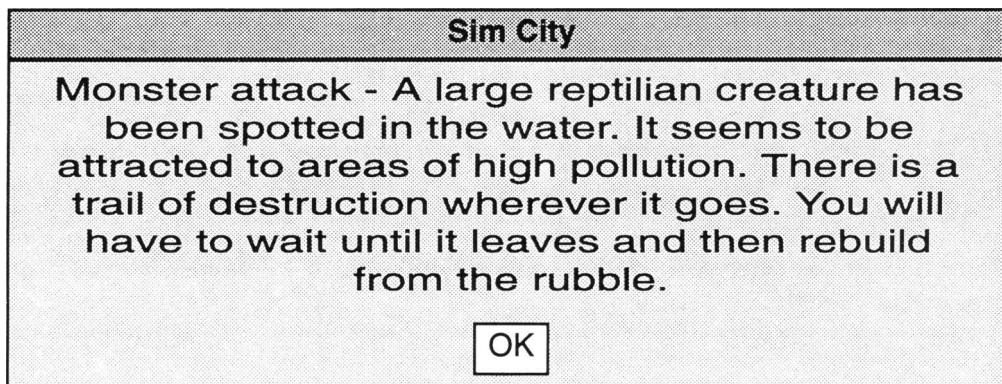 Sim City
Monster attack - A large reptilian creature has
been spotted in the water. It seems to be
attracted to areas of high pollution. There is a
trail of destruction wherever it goes. You will
have to wait until it leaves and then rebuild
from the rubble.
OK